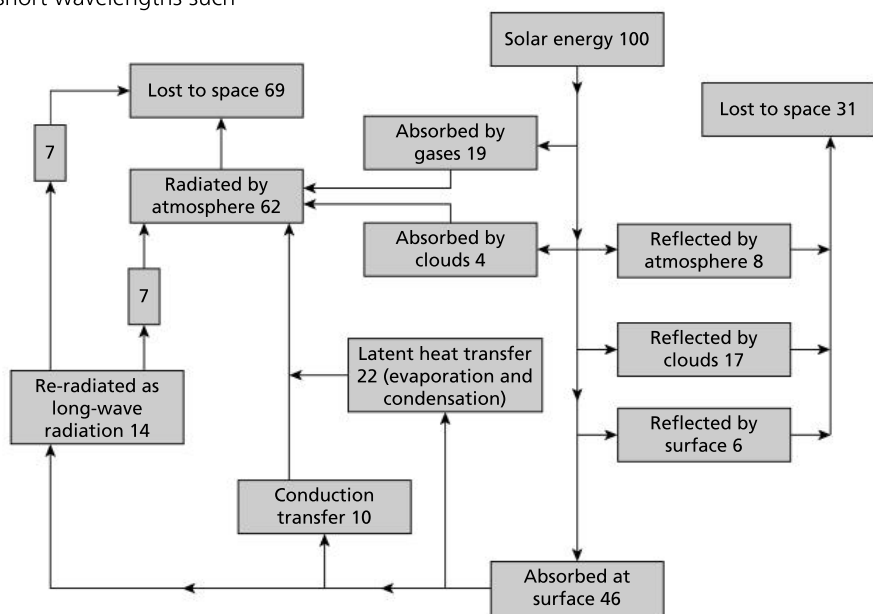 short wavelengths such
Solar energy 100
Lost to space 69
Lost to space 31
7
Absorbed by
gases 19
Radiated by
atmosphere 62
Absorbed by
clouds 4
Reflected by
atmosphere 8
7
Latent heat transfer
22 (evaporation and
condensation)
Reflected by
clouds 17
Re-radiated as
long-wave
radiation 14
Reflected by
surface 6
Conduction
transfer 10
Absorbed at
surface 46